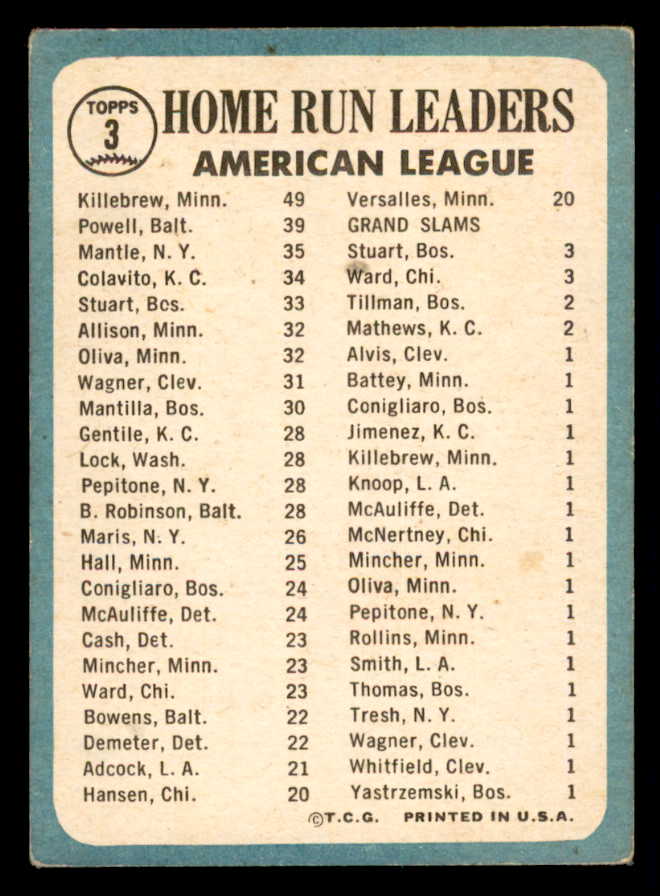 TOPPS
3
HOME RUN LEADERS
AMERICAN LEAGUE
Killebrew, Minn. 49
Powell, Balt. 39
Mantle, N. Y. 35
Colavito, K. C. 34
Stuart, Bos. 33
Allison, Minn. 32
Oliva, Minn. 32
Wagner, Clev. 31
Mantilla, Bos. 30
Gentile, K. C. 28
Lock, Wash. 28
Pepitone, N. Y. 28
B. Robinson, Balt. 28
Maris, N. Y. 26
Hall, Minn. 25
Conigliaro, Bos. 24
McAuliffe, Det. 24
Cash, Det. 23
Mincher, Minn. 23
Ward, Chi. 23
Bowens, Balt. 22
Demeter, Det. 22
Adcock, L. A. 21
Hansen, Chi. 20
Versalles, Minn. 20
GRAND SLAMS
Stuart, Bos. 3
Ward, Chi. 3
Tillman, Bos. 2
Mathews, K. C. 2
Alvis, Clev. 1
Battey, Minn. 1
Conigliaro, Bos. 1
Jimenez, K. C. 1
Killebrew, Minn. 1
Knoop, L. A. 1
McAuliffe, Det. 1
McNertney, Chi. 1
Mincher, Minn. 1
Oliva, Minn. 1
Pepitone, N. Y. 1
Rollins, Minn. 1
Smith, L. A. 1
Thomas, Bos. 1
Tresh, N. Y. 1
Wagner, Clev. 1
Whitfield, Clev. 1
Yastrzemski, Bos. 1
©T.C.G. PRINTED IN U.S.A.